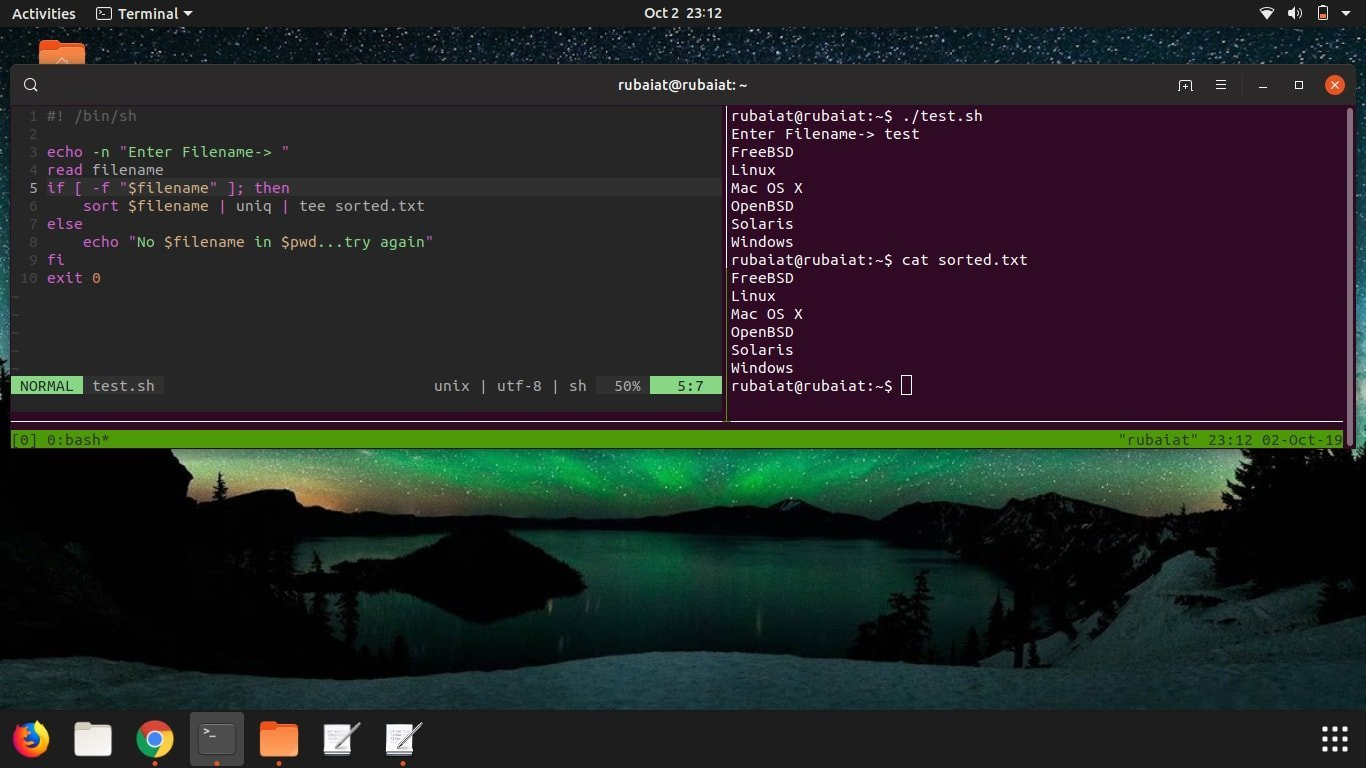 Activities
Terminal
Oct 2 23:12
rubaiat@rubaiat: ~
1 #! /bin/sh
2
3 echo -n "Enter Filename-> "
4 read filename
5 if [ -f "$filename" ]; then
6     sort $filename | uniq | tee sorted.txt
7 else
8     echo "No $filename in $pwd...try again"
9 fi
10 exit 0
~
~
~
~
~
NORMAL test.sh unix | utf-8 | sh 50% 5:7
rubaiat@rubaiat:~$ ./test.sh
Enter Filename-> test
FreeBSD
Linux
Mac OS X
OpenBSD
Solaris
Windows
rubaiat@rubaiat:~$ cat sorted.txt
FreeBSD
Linux
Mac OS X
OpenBSD
Solaris
Windows
rubaiat@rubaiat:~$
[0] 0:bash* "rubaiat" 23:12 02-Oct-19